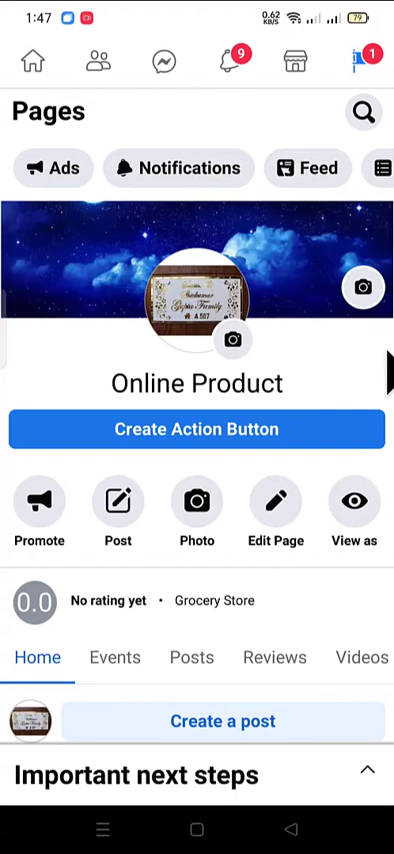 1:47
0.62
KB/S
79
9
1
Pages
Ads
Notifications
Feed
Family
A 507
Online Product
Create Action Button
Promote
Post
Photo
Edit Page
View as
0.0
No rating yet • Grocery Store
Home
Events
Posts
Reviews
Videos
Create a post
Important next steps